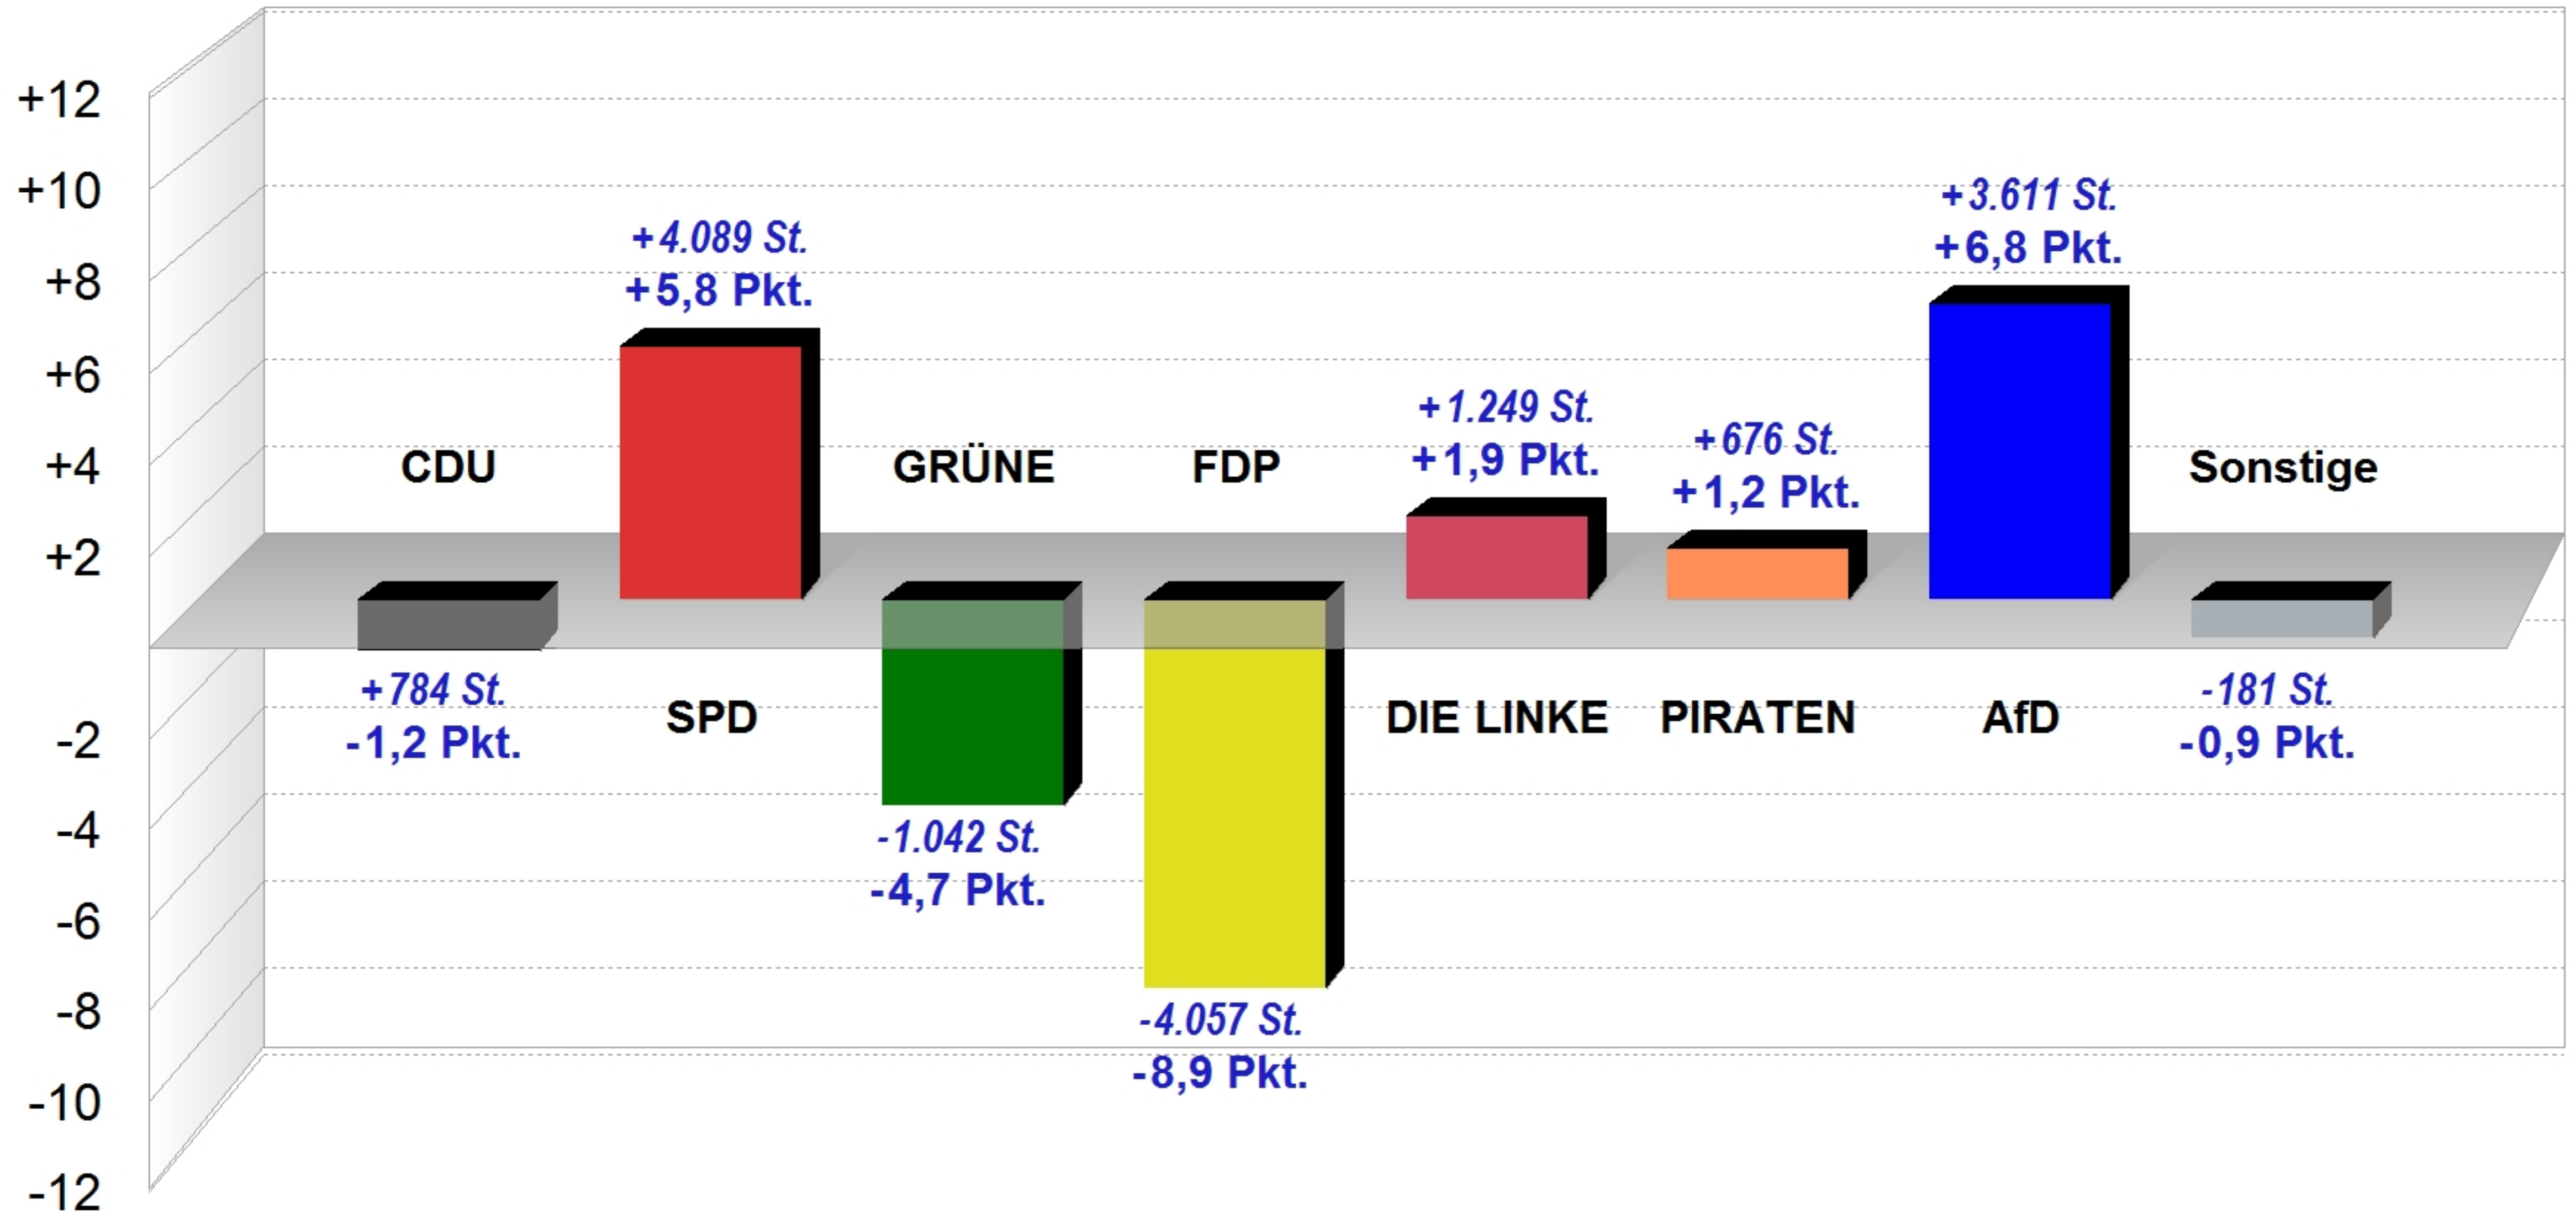 +12
+10
+8
+6
+4
+2
-2
-4
-6
-8
-10
-12
CDU
+784 St.
-1,2 Pkt.
+4.089 St.
+5,8 Pkt.
SPD
GRÜNE
-1.042 St.
-4,7 Pkt.
FDP
-4.057 St.
-8,9 Pkt.
+1.249 St.
+1,9 Pkt.
DIE LINKE
+676 St.
+1,2 Pkt.
PIRATEN
+3.611 St.
+6,8 Pkt.
AfD
Sonstige
-181 St.
-0,9 Pkt.